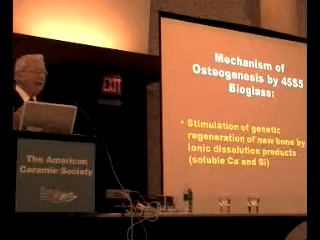 Mechanism of
Osteogenesis by 45S5
Bioglass:
• Stimulation of genetic
regeneration of new bone by
ionic dissolution products
(soluble Ca and Si)
EXIT
The American
Ceramic Society